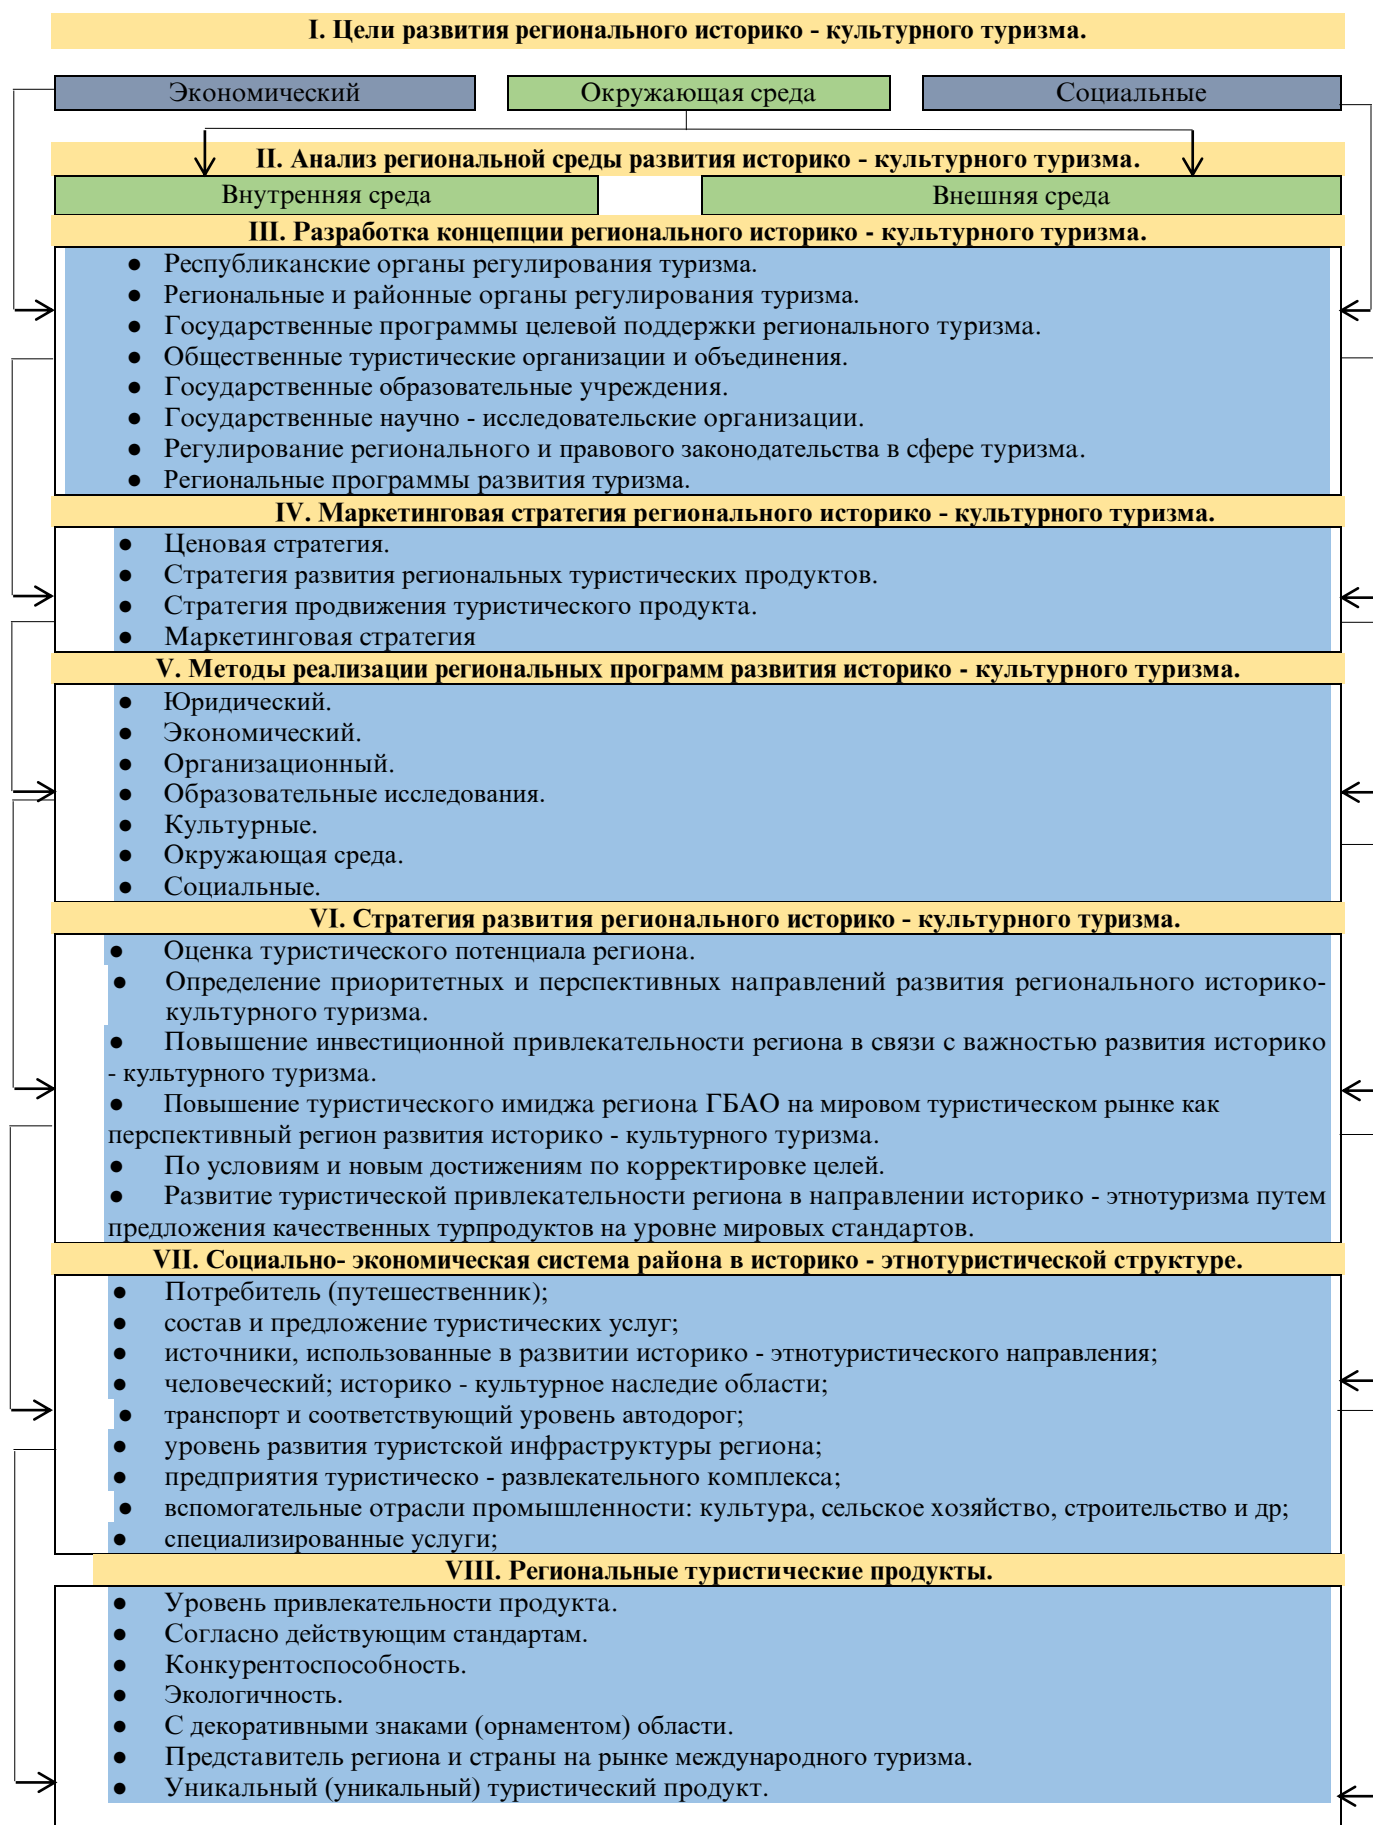 I. Цели развития регионального историко - культурного туризма.
Экономический
Окружающая среда
Социальные
II. Анализ региональной среды развития историко - культурного туризма.
Внутренняя среда
Внешняя среда
III. Разработка концепции регионального историко - культурного туризма.
● Республиканские органы регулирования туризма.
● Региональные и районные органы регулирования туризма.
● Государственные программы целевой поддержки регионального туризма.
● Общественные туристические организации и объединения.
● Государственные образовательные учреждения.
● Государственные научно - исследовательские организации.
● Регулирование регионального и правового законодательства в сфере туризма.
● Региональные программы развития туризма.
IV. Маркетинговая стратегия регионального историко - культурного туризма.
● Ценовая стратегия.
● Стратегия развития региональных туристических продуктов.
● Стратегия продвижения туристического продукта.
● Маркетинговая стратегия
V. Методы реализации региональных программ развития историко - культурного туризма.
● Юридический.
● Экономический.
● Организационный.
● Образовательные исследования.
● Культурные.
● Окружающая среда.
● Социальные.
VI. Стратегия развития регионального историко - культурного туризма.
● Оценка туристического потенциала региона.
● Определение приоритетных и перспективных направлений развития регионального историко-
культурного туризма.
● Повышение инвестиционной привлекательности региона в связи с важностью развития историко
- культурного туризма.
● Повышение туристического имиджа региона ГБАО на мировом туристическом рынке как
перспективный регион развития историко - культурного туризма.
● По условиям и новым достижениям по корректировке целей.
● Развитие туристической привлекательности региона в направлении историко - этнотуризма путем
предложения качественных турпродуктов на уровне мировых стандартов.
VII. Социально- экономическая система района в историко - этнотуристической структуре.
● Потребитель (путешественник);
● состав и предложение туристических услуг;
● источники, использованные в развитии историко - этнотуристического направления;
● человеческий; историко - культурное наследие области;
● транспорт и соответствующий уровень автодорог;
● уровень развития туристской инфраструктуры региона;
● предприятия туристическо - развлекательного комплекса;
● вспомогательные отрасли промышленности: культура, сельское хозяйство, строительство и др;
● специализированные услуги;
VIII. Региональные туристические продукты.
● Уровень привлекательности продукта.
● Согласно действующим стандартам.
● Конкурентоспособность.
● Экологичность.
● С декоративными знаками (орнаментом) области.
● Представитель региона и страны на рынке международного туризма.
● Уникальный (уникальный) туристический продукт.